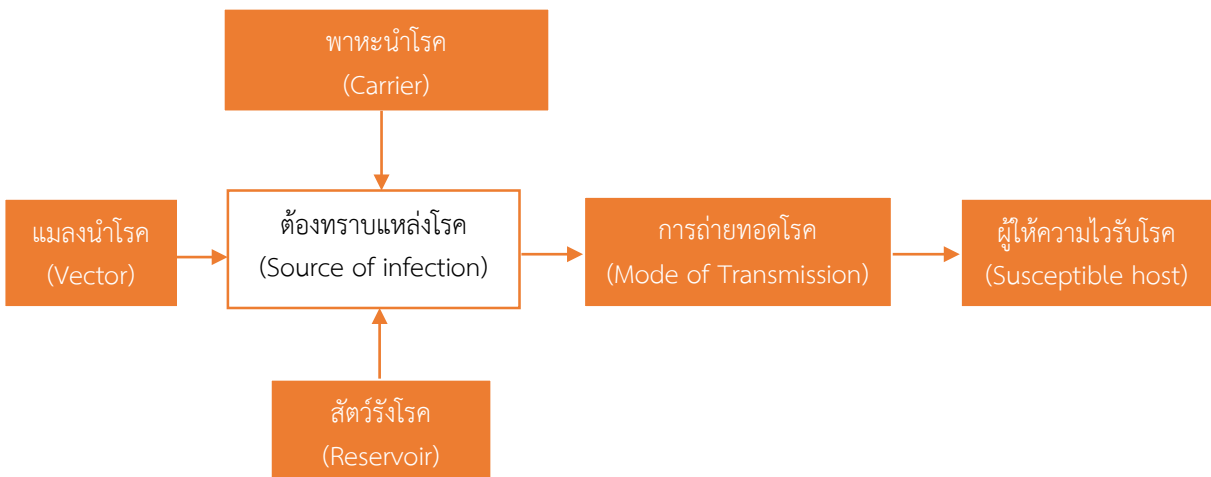 พาหะนำโรค
(Carrier)
แมลงนำโรค
(Vector)
ต้องทราบแหล่งโรค
(Source of infection)
การถ่ายทอดโรค
(Mode of Transmission)
ผู้ให้ความไวรับโรค
(Susceptible host)
สัตว์รังโรค
(Reservoir)